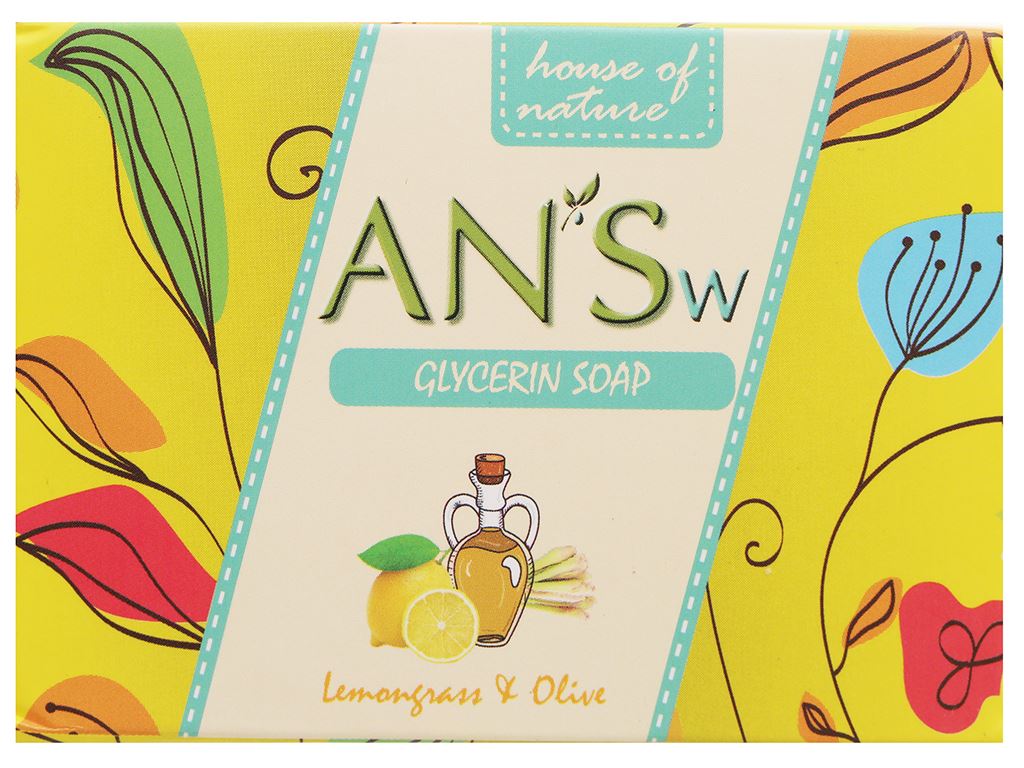 house of
nature
AN'Sw
GLYCERIN SOAP
Lemongrass & Olive